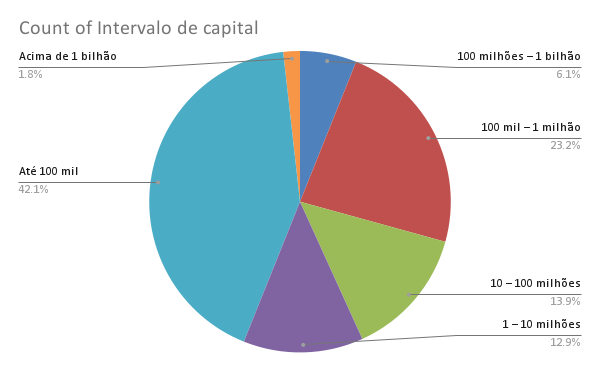 Count of Intervalo de capital
Acima de 1 bilhão
1.8%
100 milhões – 1 bilhão
6.1%
100 mil – 1 milhão
23.2%
Até 100 mil
42.1%
10 – 100 milhões
13.9%
1 – 10 milhões
12.9%